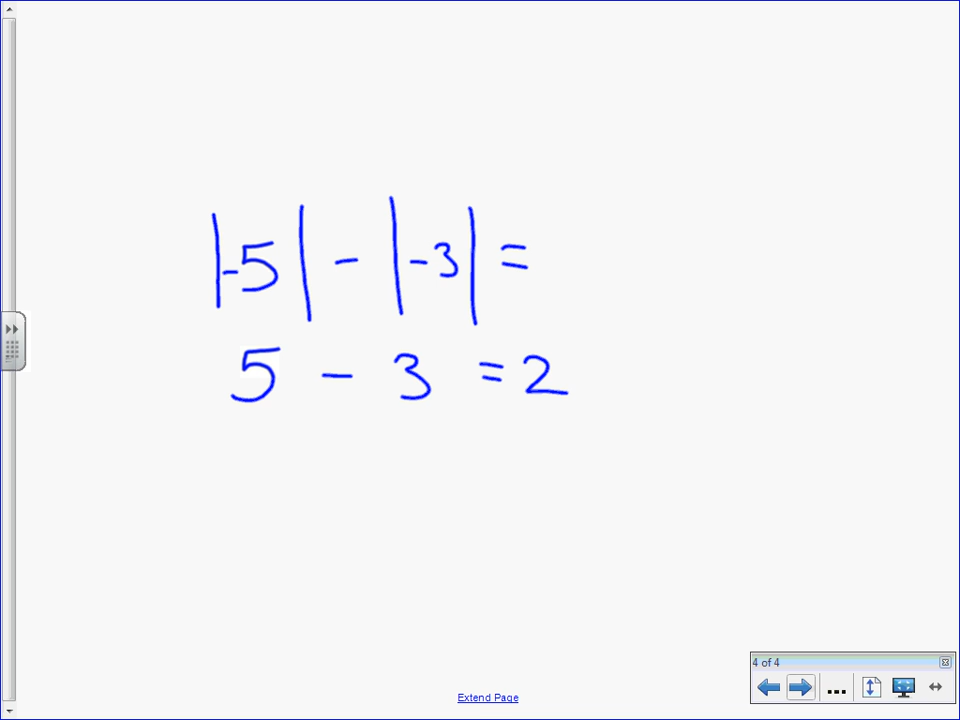 |-5| - |-3| =
5 - 3 = 2
4 of 4
...
Extend Page